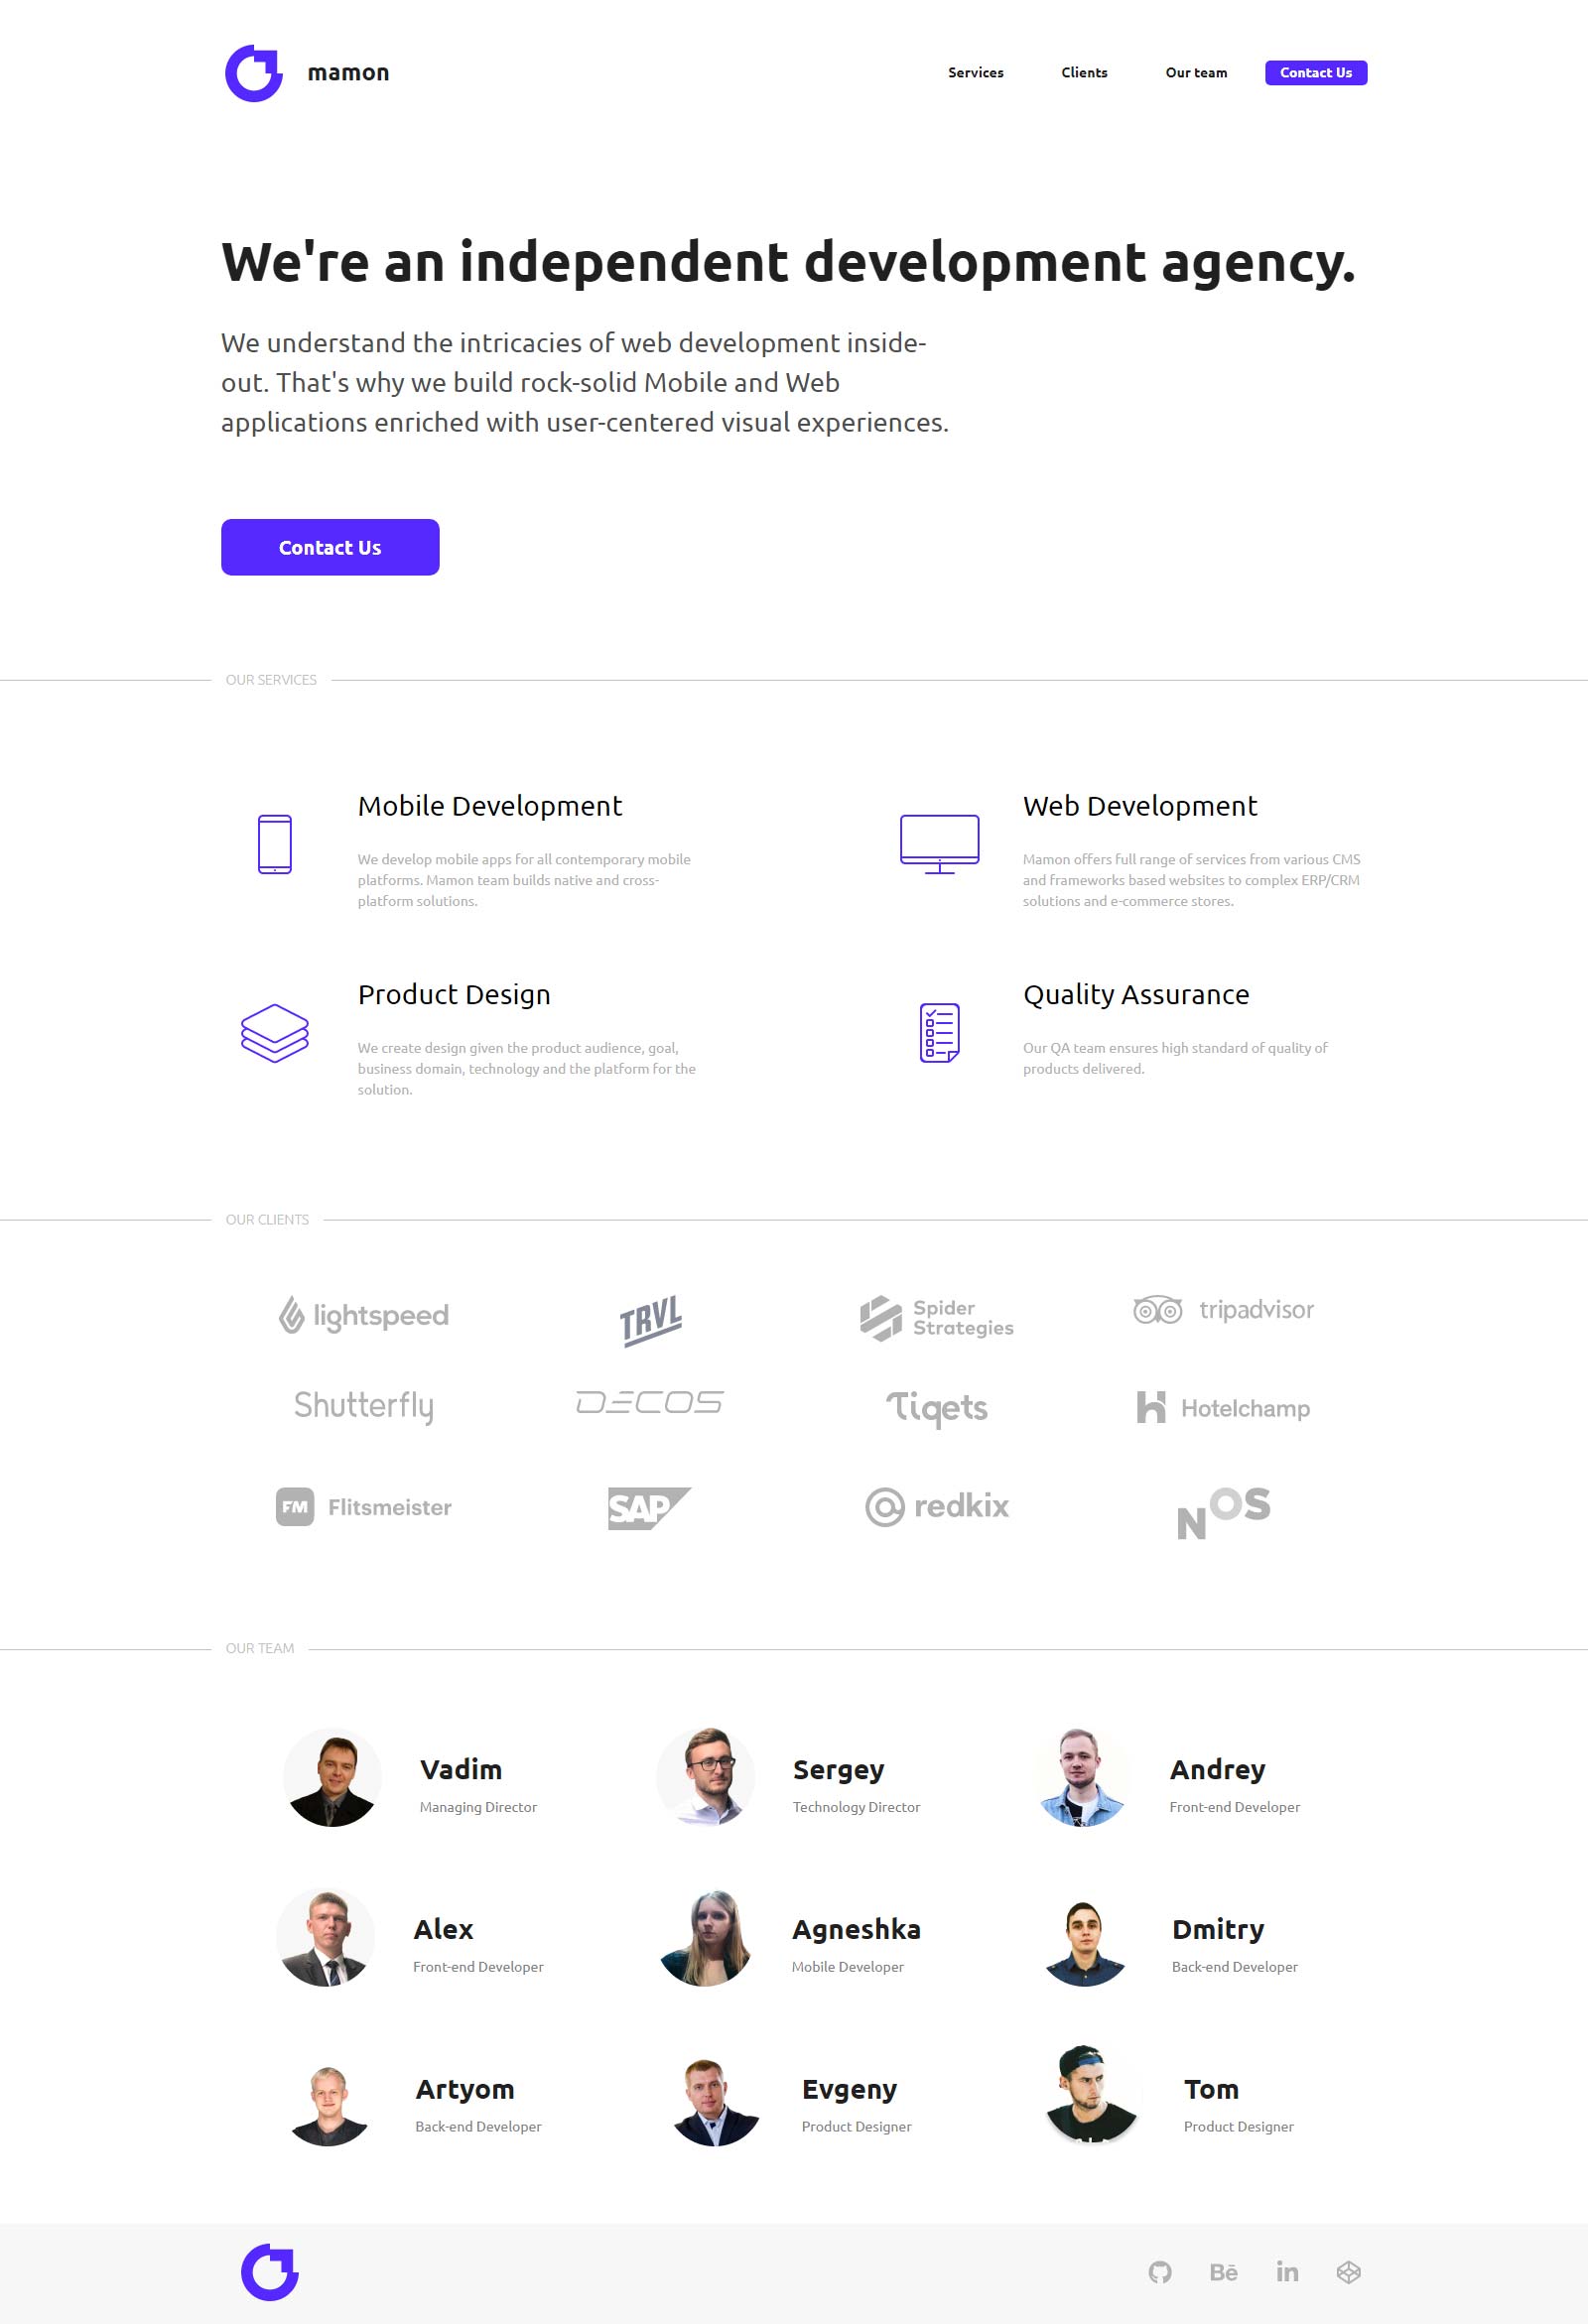 mamon
Services
Clients
Our team
Contact Us
We're an independent development agency.
We understand the intricacies of web development inside-
out. That's why we build rock-solid Mobile and Web
applications enriched with user-centered visual experiences.
Contact Us
OUR SERVICES
Mobile Development
We develop mobile apps for all contemporary mobile
platforms. Mamon team builds native and cross-
platform solutions.
Web Development
Mamon offers full range of services from various CMS
and frameworks based websites to complex ERP/CRM
solutions and e-commerce stores.
Product Design
We create design given the product audience, goal,
business domain, technology and the platform for the
solution.
Quality Assurance
Our QA team ensures high standard of quality of
products delivered.
OUR CLIENTS
lightspeed
TRVL
Spider
Strategies
tripadvisor
Shutterfly
DECOS
Tiqets
H Hotelchamp
FM Flitsmeister
SAP
redkix
NOS
OUR TEAM
Vadim
Managing Director
Sergey
Technology Director
Andrey
Front-end Developer
Alex
Front-end Developer
Agneshka
Mobile Developer
Dmitry
Back-end Developer
Artyom
Back-end Developer
Evgeny
Product Designer
Tom
Product Designer
Bē
in